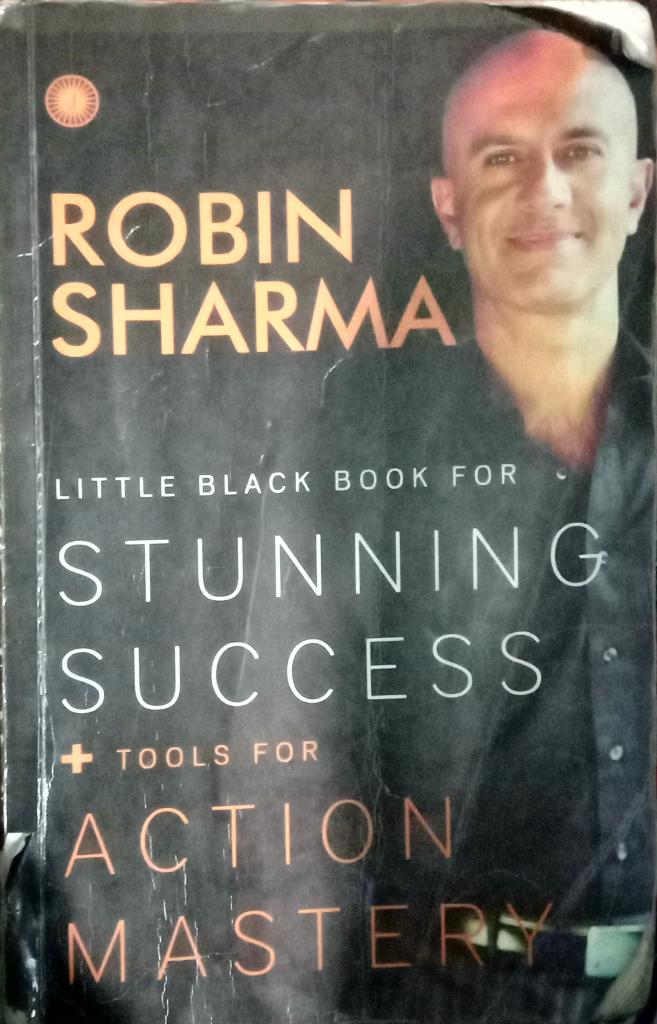 ROBIN
SHARMA
LITTLE BLACK BOOK FOR
STUNNING
SUCCESS
+ TOOLS FOR
ACTION
MASTERY